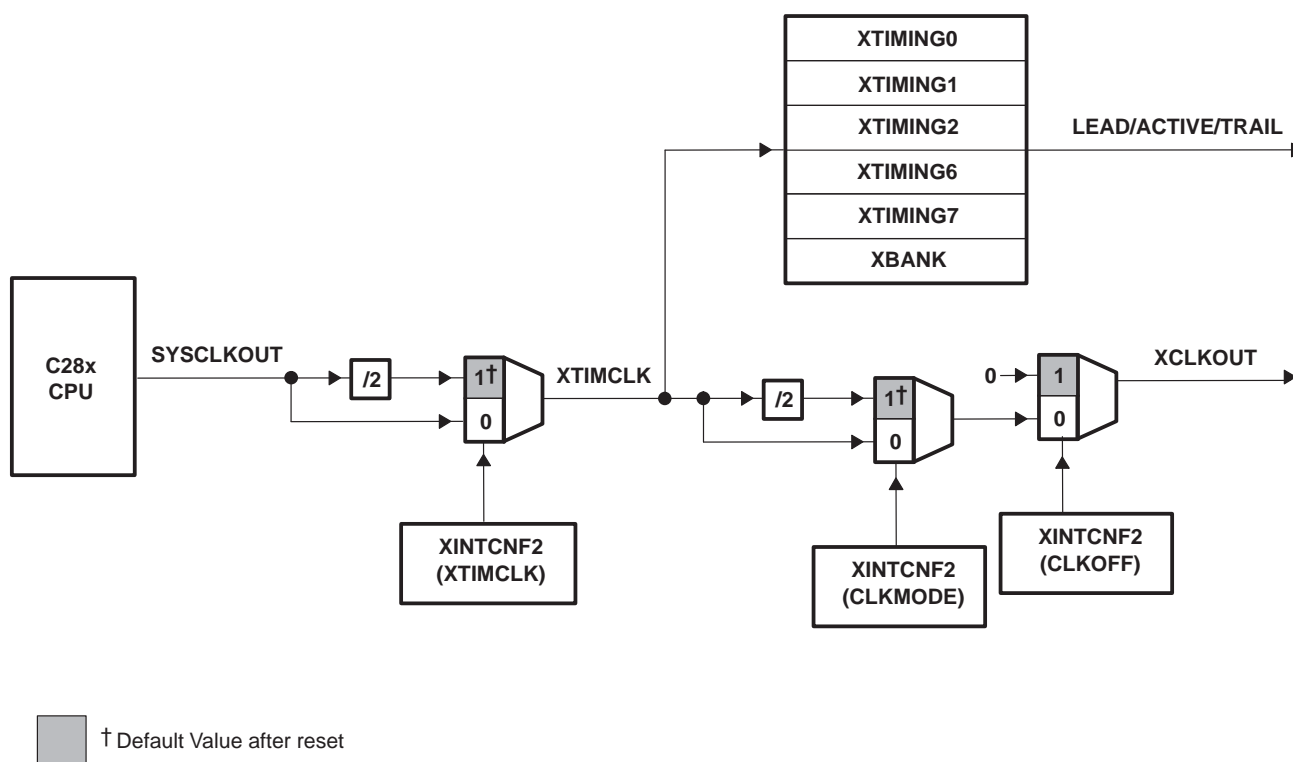 XTIMING0
XTIMING1
XTIMING2
LEAD/ACTIVE/TRAIL
XTIMING6
XTIMING7
XBANK
C28x
CPU
SYSCLKOUT
/2
1†
0
XTIMCLK
/2
1†
0
0
1
0
XCLKOUT
XINTCNF2
(XTIMCLK)
XINTCNF2
(CLKMODE)
XINTCNF2
(CLKOFF)
† Default Value after reset